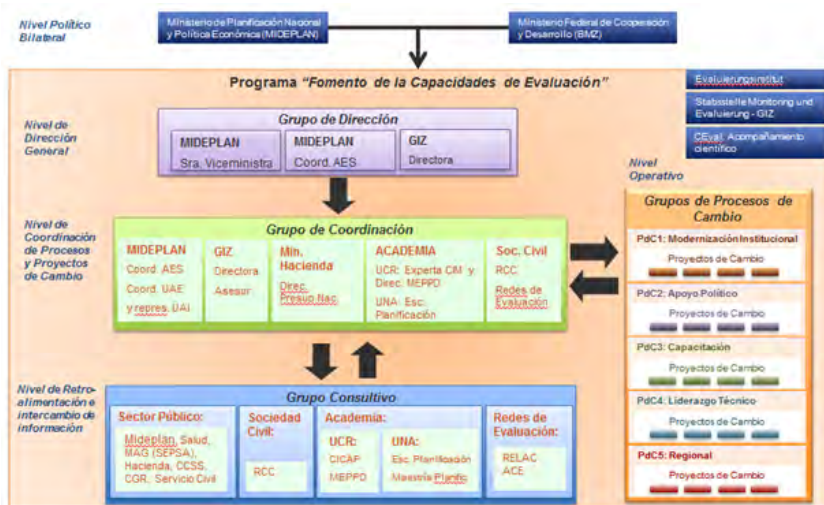 Nivel Político
Bilateral
Ministerio de Planificación Nacional
y Política Económica (MIDEPLAN)
Ministerio Federal de Cooperación
y Desarrollo (BMZ)
Programa "Fomento de la Capacidades de Evaluación"
Evaluierungsinstitut
Stabsstelle Monitoring und
Evaluierung - GIZ
CEval: Acompañamiento
científico
Nivel de
Dirección
General
Grupo de Dirección
MIDEPLAN
Sra. Viceministra
MIDEPLAN
Coord. AES
GIZ
Directora
Nivel
Operativo
Nivel de
Coordinación
de Procesos
y Proyectos
de Cambio
Grupo de Coordinación
MIDEPLAN
Coord. AES
Coord. UAE
y repres. UAI
GIZ
Directora
Asesor
Min.
Hacienda
Direc.
Presup Nac.
ACADEMIA
UCR: Experta CIM y
Direc. MEPPD
UNA: Esc.
Planificación
Soc. Civil
RCC
Redes de
Evaluación
Grupos de Procesos de
Cambio
PdC1: Modernización Institucional
Proyectos de Cambio
PdC2: Apoyo Político
Proyectos de Cambio
PdC3: Capacitación
Proyectos de Cambio
PdC4: Liderazgo Técnico
Proyectos de Cambio
PdC5: Regional
Proyectos de Cambio
Nivel de Retro-
alimentación e
intercambio de
información
Grupo Consultivo
Sector Público:
Mideplan, Salud,
MAG (SEPSA),
Hacienda, CCSS,
CGR, Servicio Civil
Sociedad
Civil:
RCC
Academía:
UCR:
CICAP
MEPPD
UNA:
Esc. Planificación
Maestría Planific.
Redes de
Evaluación:
RELAC
ACE